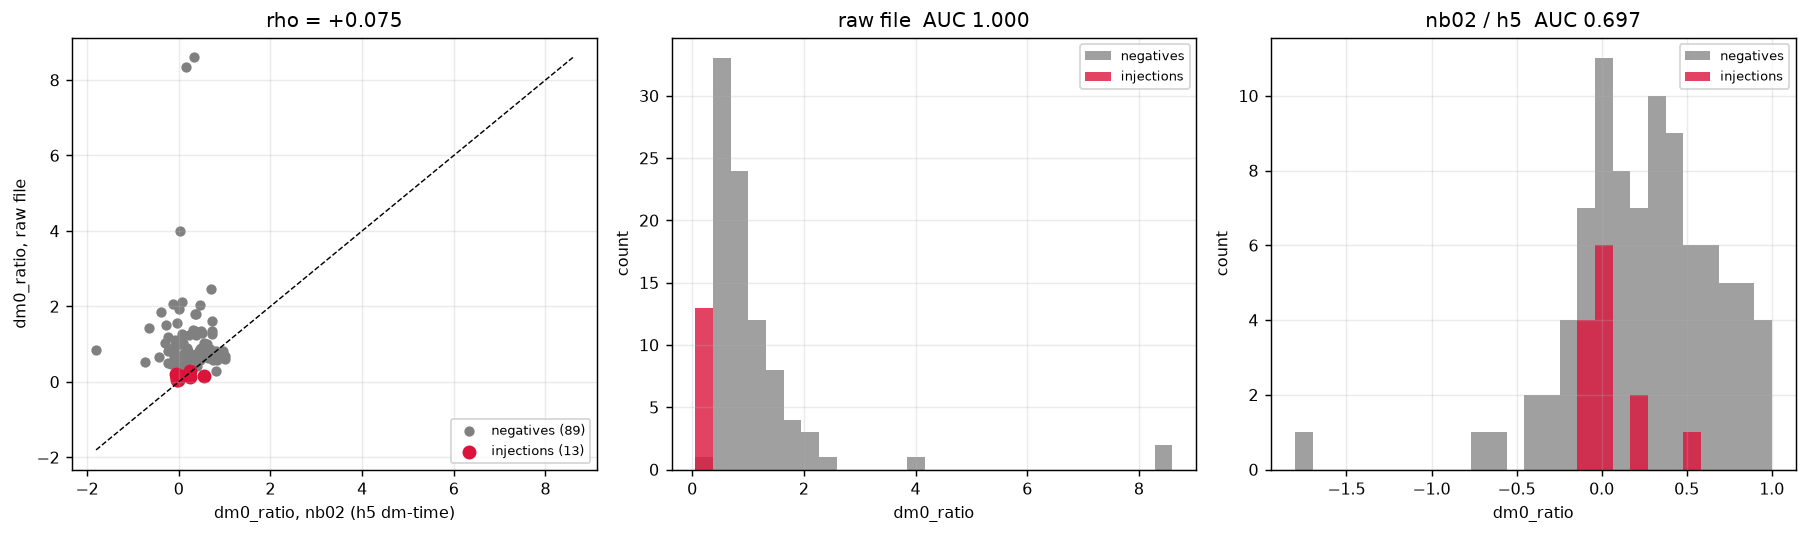 rho = +0.075
dm0_ratio, raw file
8
6
4
2
0
−2
−2
0
2
4
6
8
dm0_ratio, nb02 (h5 dm-time)
negatives (89)
injections (13)
raw file  AUC 1.000
count
30
25
20
15
10
5
0
0
2
4
6
8
dm0_ratio
negatives
injections
nb02 / h5  AUC 0.697
count
10
8
6
4
2
0
−1.5
−1.0
−0.5
0.0
0.5
1.0
dm0_ratio
negatives
injections